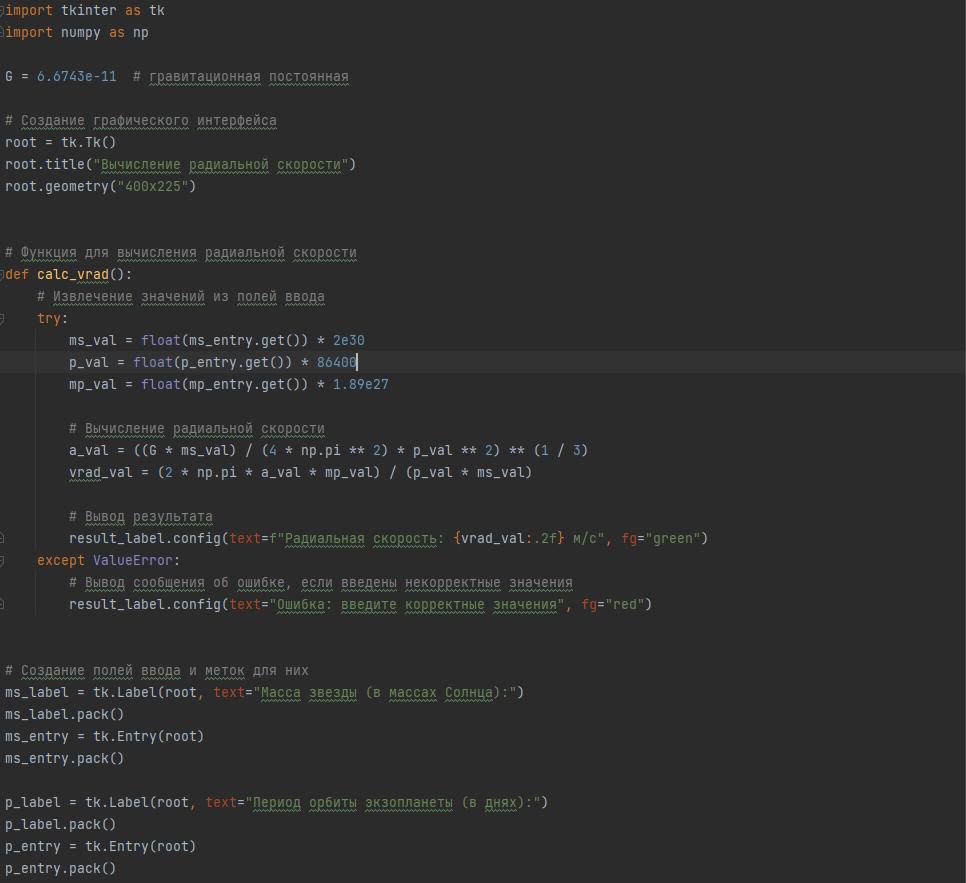 import tkinter as tk
import numpy as np
G = 6.6743e-11  # гравитационная постоянная
# Создание графического интерфейса
root = tk.Tk()
root.title("Вычисление радиальной скорости")
root.geometry("400x225")
# Функция для вычисления радиальной скорости
def calc_vrad():
    # Извлечение значений из полей ввода
    try:
        ms_val = float(ms_entry.get()) * 2e30
        p_val = float(p_entry.get()) * 86400
        mp_val = float(mp_entry.get()) * 1.89e27
        # Вычисление радиальной скорости
        a_val = ((G * ms_val) / (4 * np.pi ** 2) * p_val ** 2) ** (1 / 3)
        vrad_val = (2 * np.pi * a_val * mp_val) / (p_val * ms_val)
        # Вывод результата
        result_label.config(text=f"Радиальная скорость: {vrad_val:.2f} м/с", fg="green")
    except ValueError:
        # Вывод сообщения об ошибке, если введены некорректные значения
        result_label.config(text="Ошибка: введите корректные значения", fg="red")
# Создание полей ввода и меток для них
ms_label = tk.Label(root, text="Масса звезды (в массах Солнца):")
ms_label.pack()
ms_entry = tk.Entry(root)
ms_entry.pack()
p_label = tk.Label(root, text="Период орбиты экзопланеты (в днях):")
p_label.pack()
p_entry = tk.Entry(root)
p_entry.pack()